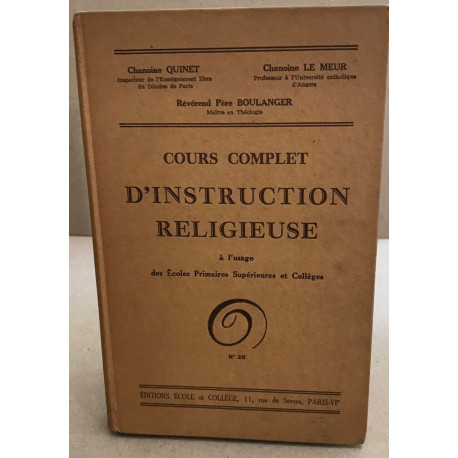 Chanoine QUINET
Inspecteur de l'Enseignement libre
du Diocèse de Paris
Chanoine LE MEUR
Professeur à l'Université catholique
d'Angers
Révérend Père BOULANGER
Maître en Théologie
COURS COMPLET
D'INSTRUCTION
RELIGIEUSE
à l'usage
des Écoles Primaires Supérieures et Collèges
N° 28
ÉDITIONS ÉCOLE et COLLÈGE, 11, rue de Sèvres, PARIS-VIᵉ